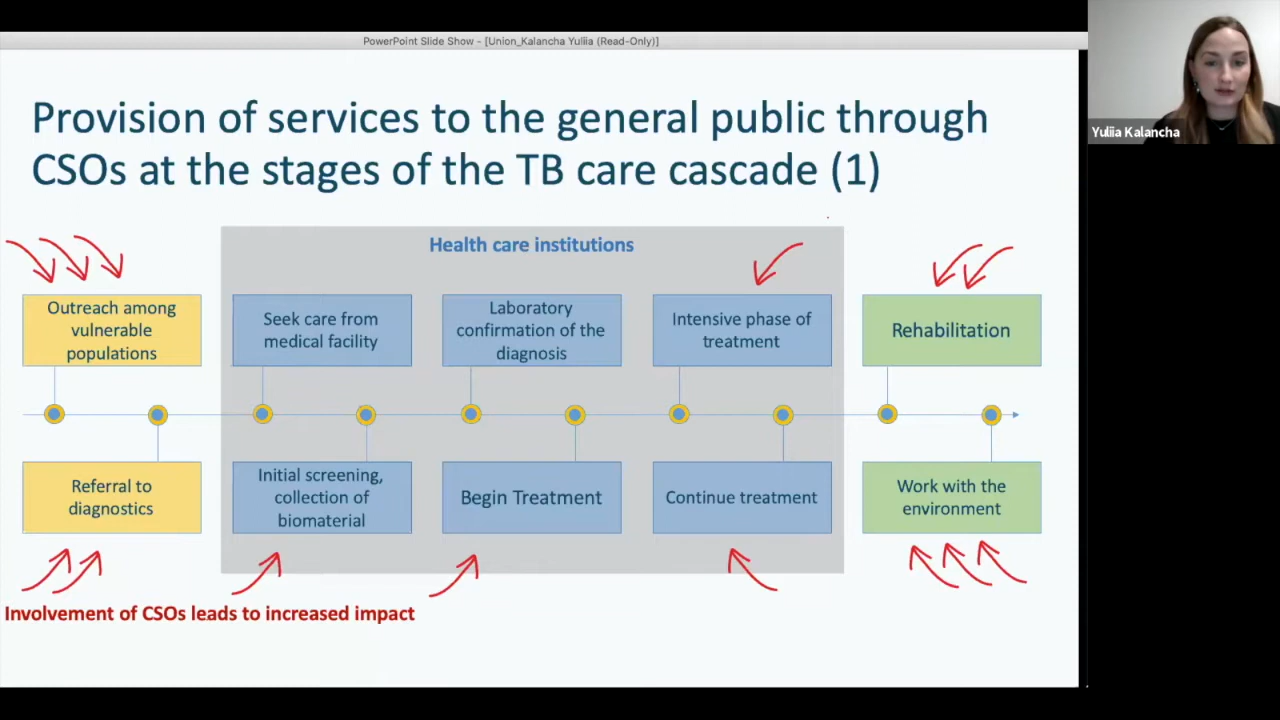 PowerPoint Slide Show - [Union_Kalancha Yuliia (Read-Only)]
Yuliia Kalancha
Provision of services to the general public through
CSOs at the stages of the TB care cascade (1)
Health care institutions
Outreach among
vulnerable
populations
Seek care from
medical facility
Laboratory
confirmation of the
diagnosis
Intensive phase of
treatment
Rehabilitation
Referral to
diagnostics
Initial screening,
collection of
biomaterial
Begin Treatment
Continue treatment
Work with the
environment
Involvement of CSOs leads to increased impact